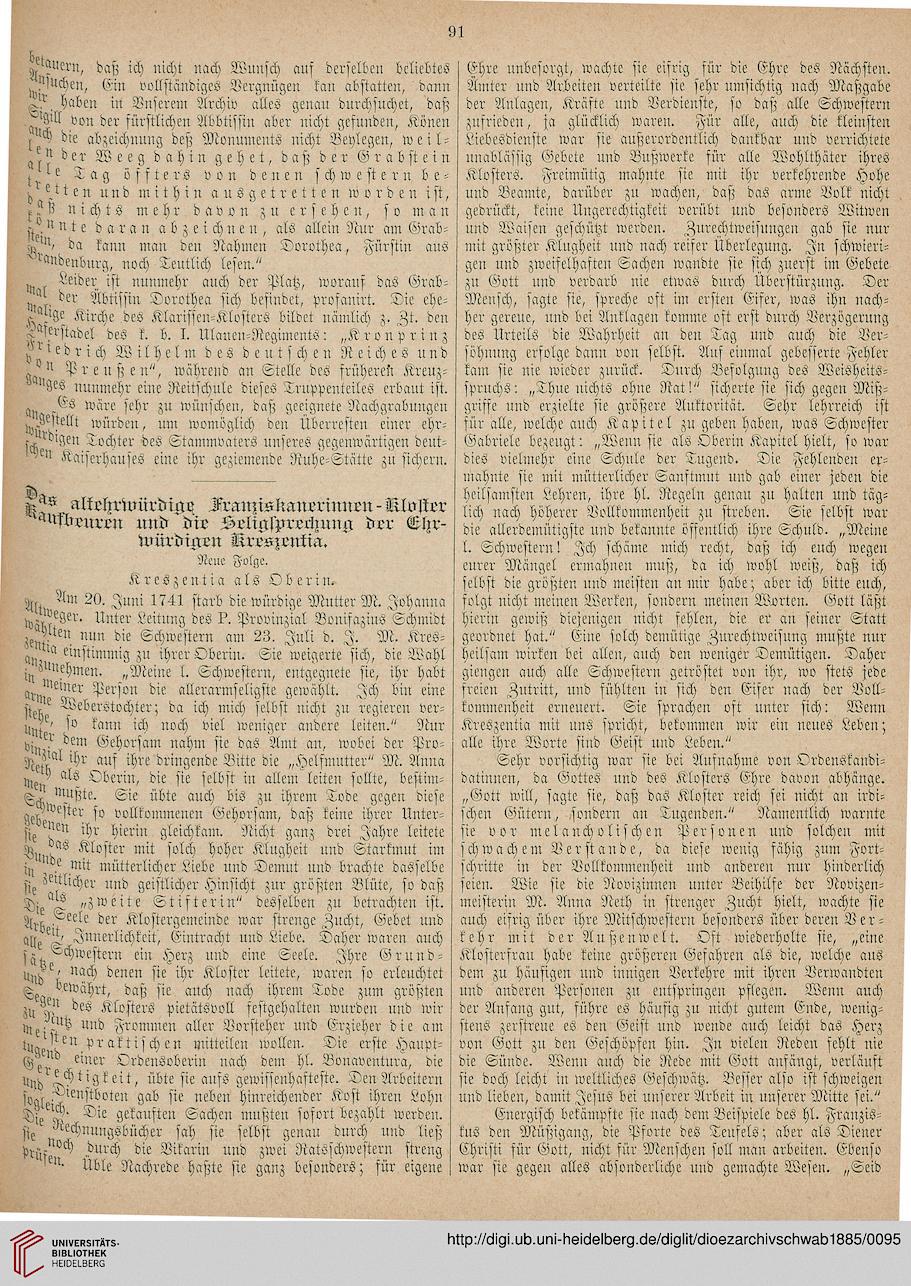 91
betauern, daß ich nicht nach Wunsch auf derselben beliebtes
Ansuchen, Ein vollständiges Vergnügen kan abstatten, dann
wir haben in Unserem Archiv alles genau durchsuchet, daß
Sigill von der fürstlichen Abbtissin aber nicht gefunden, Könen
auch die abzeichnung deß Monuments nicht Beylegen, weil-
len der Weeg dahin gehet, daß der Grabstein
alle Tag öffters von denen schwestern be-
tretten und mithin ausgetretten worden ist,
daß nichts mehr davon zu ersehen, so man
könnte daran abzeichnen, als allein Nur am Grab-
stein, da kann man den Nahmen Dorothea, Fürstin aus
Brandenburg, noch Teutlich lesen."
Leider ist nunmehr auch der Platz, worauf das Grab-
mal der Äbtissin Dorothea sich befindet, profanirt. Die ehe-
malige Kirche des Klarissen-Klosters bildet nämlich z. Zt. den
Haferstadel des k. b. I. Ulanen-Regiments: „Kronprinz
Friedrich Wilhelm des deutschen Reiches und
von Preußen", während an Stelle des früheren Kreuz-
ganges nunmehr eine Reitschule dieses Truppenteiles erbaut ist.
Es wäre sehr zu wünschen, daß geeignete Nachgrabungen
angestellt würden, um womöglich den Überresten einer ehr-
würdigen Tochter des Stammvaters unseres gegenwärtigen deut-
schen Kaiserhauses eine ihr geziemende Ruhe-Stätte zu sichern.
Das altehrwürdige Franziskanerinnen-Kloster
Kaufbeuren und die Seligsprechung der Ehr-
würdigen Kreszentia.
Neue Folge.
Kreszentia als Oberin.
Am 20. Juni 1741 starb die würdige Mutter M. Johanna
Altweger. Unter Leitung des P. Provinzial Bonifazius Schmidt
wählten nun die Schwestern am 23. Juli d. J. M. Kres-
zentia einstimmig zu ihrer Oberin. Sie weigerte sich, die Wahl
anzunehmen. „Meine l. Schwestern, entgegnete sie, ihr habt
in meiner Person die allerarmseligste gewählt. Ich bin eine
arme Weberstochter; da ich mich selbst nicht zu regieren ver-
stehe, so kann ich noch viel weniger andere leiten." Nur
unter dem Gehorsam nahm sie das Amt an, wobei der Pro-
vinzial ihr auf ihre dringende Bitte die „Helfmutter" M. Anna
Neth als Oberin, die sie selbst in allem leiten sollte, bestim-
men mußte. Sie übte auch bis zu ihrem Tode gegen diese
Schwester so vollkommenen Gehorsam, daß keine ihrer Unter-
gebenen ihr hierin gleichkam. Nicht ganz drei Jahre leitete
sie das Kloster mit solch hoher Klugheit und Starkmut im
Bunde mit mütterlicher Liebe und Demut und brachte dasselbe
in zeitlicher und geistlicher Hinsicht zur größten Blüte, so daß
sie als „zweite Stifterin" desselben zu betrachten ist.
Die Seele der Klostergemeinde war strenge Zucht, Gebet und
Arbeit, Innerlichkeit, Eintracht und Liebe. Daher waren auch
alle Schwestern ein Herz und eine Seele. Ihre Grund-
sätze, nach denen sie ihr Kloster leitete, waren so erleuchtet
und bewährt, daß sie auch nach ihrem Tode zum größten
Segen des Klosters pietätsvoll festgehalten wurden und wir
zu Nutz und Frommen aller Vorsteher und Erzieher die am
meisten praktischen mitteilen wollen. Die erste Haupt-
tugend einer Ordensoberin nach dem hl. Bonaventura, die
Gerechtigkeit, übte sie aufs gewissenhafteste. Den Arbeitern
und Dienstboten gab sie neben hinreichender Kost ihren Lohn
sogleich. Die gekauften Sachen mußten sofort bezahlt werden.
Die Rechnungsbücher sah sie selbst genau durch und ließ
sie noch durch die Vikarin und zwei Ratsschwestern streng
prüfen. Üble Nachrede haßte sie ganz besonders; für eigene
Ehre unbesorgt, wachte sie eifrig für die Ehre des Nächsten.
Ämter und Arbeiten verteilte sie sehr umsichtig nach Maßgabe
der Anlagen, Kräfte und Verdienste, so daß alle Schwestern
zufrieden, ja glücklich waren. Für alle, auch die kleinsten
Liebesdienste war sie außerordentlich dankbar und verrichtete
unablässig Gebete und Bußwerke für alle Wohlthäter ihres
Klosters. Freimütig mahnte sie mit ihr verkehrende Hohe
und Beamte, darüber zu wachen, daß das arme Volk nicht
gedrückt, keine Ungerechtigkeit verübt und besonders Witwen
und Waisen geschützt werden. Zurechtweisungen gab sie nur
mit größter Klugheit und nach reifer Überlegung. In schwieri-
gen und zweifelhaften Sachen wandte sie sich zuerst im Gebete
zu Gott und verdarb nie etwas durch Überstürzung. Der
Mensch, sagte sie, spreche oft im ersten Eifer, was ihn nach-
her gereue, und bei Anklagen komme oft erst durch Verzögerung
des Urteils die Wahrheit an den Tag und auch die Ver-
söhnung erfolge dann von selbst. Auf einmal gebesserte Fehler
kam sie nie wieder zurück. Durch Befolgung des Weisheits-
spruchs: „Thue nichts ohne Rat!" sicherte sie sich gegen Miß-
griffe und erzielte sie größere Auktorität. Sehr lehrreich ist
für alle, welche auch Kapitel zu geben haben, was Schwester
Gabriele bezeugt: „Wenn sie als Oberin Kapitel hielt, so war
dies vielmehr eine Schule der Tugend. Die Fehlenden er-
mahnte sie mit mütterlicher Sanftmut und gab einer jeden die
heilsamsten Lehren, ihre hl. Regeln genau zu halten und täg-
lich nach höherer Vollkommenheit zu streben. Sie selbst war
die allerdemütigste und bekannte öffentlich ihre Schuld. „Meine
l. Schwestern! Ich schäme mich recht, daß ich euch wegen
eurer Mängel ermahnen muß, da ich wohl weiß, daß ich
selbst die größten und meisten an mir habe; aber ich bitte euch,
folgt nicht meinen Werken, sondern meinen Worten. Gott läßt
hierin gewiß diejenigen nicht fehlen, die er an seiner Statt
geordnet hat." Eine solch demütige Zurechtweisung mußte nur
heilsam wirken bei allen, auch den weniger Demütigen. Daher
giengen auch alle Schwestern getröstet von ihr, wo stets jede
freien Zutritt, und fühlten in sich den Eifer nach der Voll-
kommenheit erneuert. Sie sprachen oft unter sich: Wenn
Kreszentia mit uns spricht, bekommen wir ein neues Leben;
alle ihre Worte sind Geist und Leben."
Sehr vorsichtig war sie bei Aufnahme von Ordenskandi-
datinnen, da Gottes und des Klosters Ehre davon abhänge.
„Gott will, sagte sie, daß das Kloster reich sei nicht an irdi-
schen Gütern, sondern an Tugenden." Namentlich warnte
sie vor melancholischen Personen und solchen mit
schwachem Verstande, da diese wenig fähig zum Fort-
schritte in der Vollkommenheit und anderen nur hinderlich
seien. Wie sie die Novizinnen unter Beihilfe der Novizen-
meisterin M. Anna Neth in strenger Zucht hielt, wachte sie
auch eifrig über ihre Mitschwestern besonders über deren Ver-
kehr mit der Außenwelt. Oft wiederholte sie, „eine
Klosterfrau habe keine größeren Gefahren als die, welche aus
dem zu häufigen und innigen Verkehre mit ihren Verwandten
und anderen Personen zu entspringen pflegen. Wenn auch
der Anfang gut, führe es häufig zu nicht gutem Ende, wenig-
stens zerstreue es den Geist und wende auch leicht das Herz
von Gott zu den Geschöpfen hin. In vielen Reden fehlt nie
die Sünde. Wenn auch die Rede mit Gott anfängt, verläuft
sie doch leicht in weltliches Geschwätz. Besser also ist schweigen
und lieben, damit Jesus bei unserer Arbeit in unserer Mitte sei."
Energisch bekämpfte sie nach dem Beispiele des hl. Franzis-
kus den Müßigang, die Pforte des Teufels; aber als Diener
Christi für Gott, nicht für Menschen soll man arbeiten. Ebenso
war sie gegen alles absonderliche und gemachte Wesen. „Seid
UNIVERSITÄTS-
BIBLIOTHEK
HEIDELBERG
http://digi.ub.uni-heidelberg.de/diglit/dioezarchivschwab1885/0095